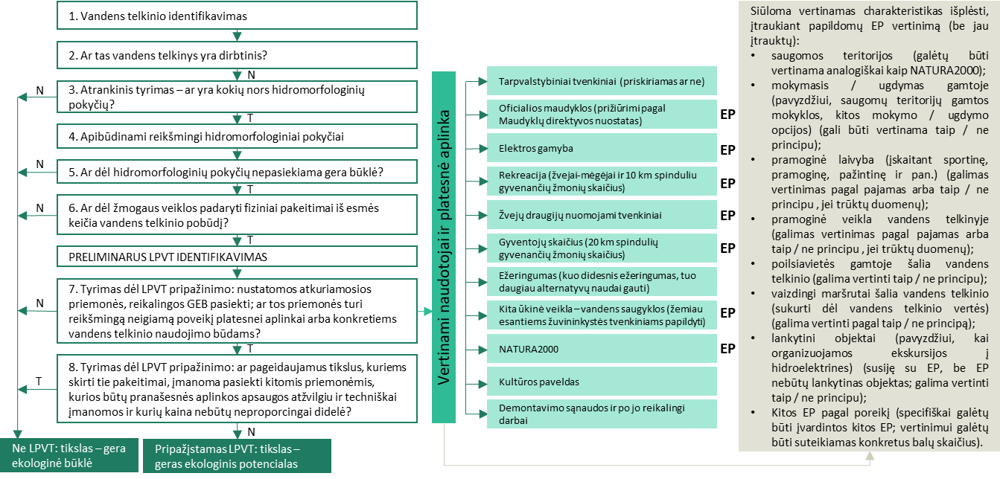 1. Vandens telkinio identifikavimas
2. Ar tas vandens telkinys yra dirbtinis?
N
N
3. Atrankinis tyrimas – ar yra kokių nors hidromorfologinių
pokyčių?
T
4. Apibūdinami reikšmingi hidromorfologiniai pokyčiai
N
5. Ar dėl hidromorfologinių pokyčių nepasiekiama gera būklė?
T
N
6. Ar dėl žmogaus veiklos padaryti fiziniai pakeitimai iš esmės
keičia vandens telkinio pobūdį?
T
PRELIMINARUS LPVT IDENTIFIKAVIMAS
N
7. Tyrimas dėl LPVT pripažinimo: nustatomos atkuriamosios
priemonės, reikalingos GEB pasiekti; ar tos priemonės turi
reikšmingą neigiamą poveikį platesnei aplinkai arba konkretiems
vandens telkinio naudojimo būdams?
T
T
8. Tyrimas dėl LPVT pripažinimo: ar pageidaujamus tikslus, kuriems
skirti tie pakeitimai, įmanoma pasiekti kitomis priemonėmis,
kurios būtų pranašesnės aplinkos apsaugos atžvilgiu ir techniškai
įmanomos ir kurių kaina nebūtų neproporcingai didelė?
N
Ne LPVT: tikslas – gera
ekologinė būklė
Pripažįstamas LPVT: tikslas –
geras ekologinis potencialas
Vertinami naudotojai ir platesnė aplinka
Tarpvalstybiniai tvenkiniai (priskiriamas ar ne)
Oficialios maudyklos (prižiūrimi pagal
Maudyklų direktyvos nuostatas)
EP
Elektros gamyba
EP
Rekreacija (žvejai-mėgėjai ir 10 km spinduliu
gyvenančių žmonių skaičius)
EP
Žvejų draugijų nuomojami tvenkiniai
EP
Gyventojų skaičius (20 km spindulių
gyvenančių žmonių skaičius)
EP
Ežeringumas (kuo didesnis ežeringumas, tuo
daugiau alternatyvų naudai gauti)
Kita ūkinė veikla – vandens saugyklos (žemiau
esantiems žuvininkystės tvenkiniams papildyti)
EP
NATURA2000
EP
Kultūros paveldas
Demontavimo sąnaudos ir po jo reikalingi
darbai
Siūloma vertinamas charakteristikas išplėsti,
įtraukiant papildomų EP vertinimą (be jau
įtrauktų):
• saugomos teritorijos (galėtų būti
vertinama analogiškai kaip NATURA2000);
• mokymasis / ugdymas gamtoje
(pavyzdžiui, saugomų teritorijų gamtos
mokyklos, kitos mokymo / ugdymo
opcijos) (gali būti vertinama taip / ne
principu);
• pramoginė laivyba (įskaitant sportinę,
pramoginę, pažintinę ir pan.) (galimas
vertinimas pagal pajamas arba taip / ne
principu , jei trūktų duomenų);
• pramoginė veikla vandens telkinyje
(galimas vertinimas pagal pajamas arba
taip / ne principu , jei trūktų duomenų);
• poilsiavietės gamtoje šalia vandens
telkinio (galima vertinti taip / ne principu);
• vaizdingi maršrutai šalia vandens telkinio
(sukurti dėl vandens telkinio vertės)
(galima vertinti pagal taip / ne principą);
• lankytini objektai (pavyzdžiui, kai
organizuojamos ekskursijos į
hidroelektrines) (susiję su EP, be EP
nebūtų lankytinas objektas; galima vertinti
taip / ne principu);
• Kitos EP pagal poreikį (specifiškai galėtų
būti įvardintos kitos EP; vertinimui galėtų
būti suteikiamas konkretus balų skaičius).